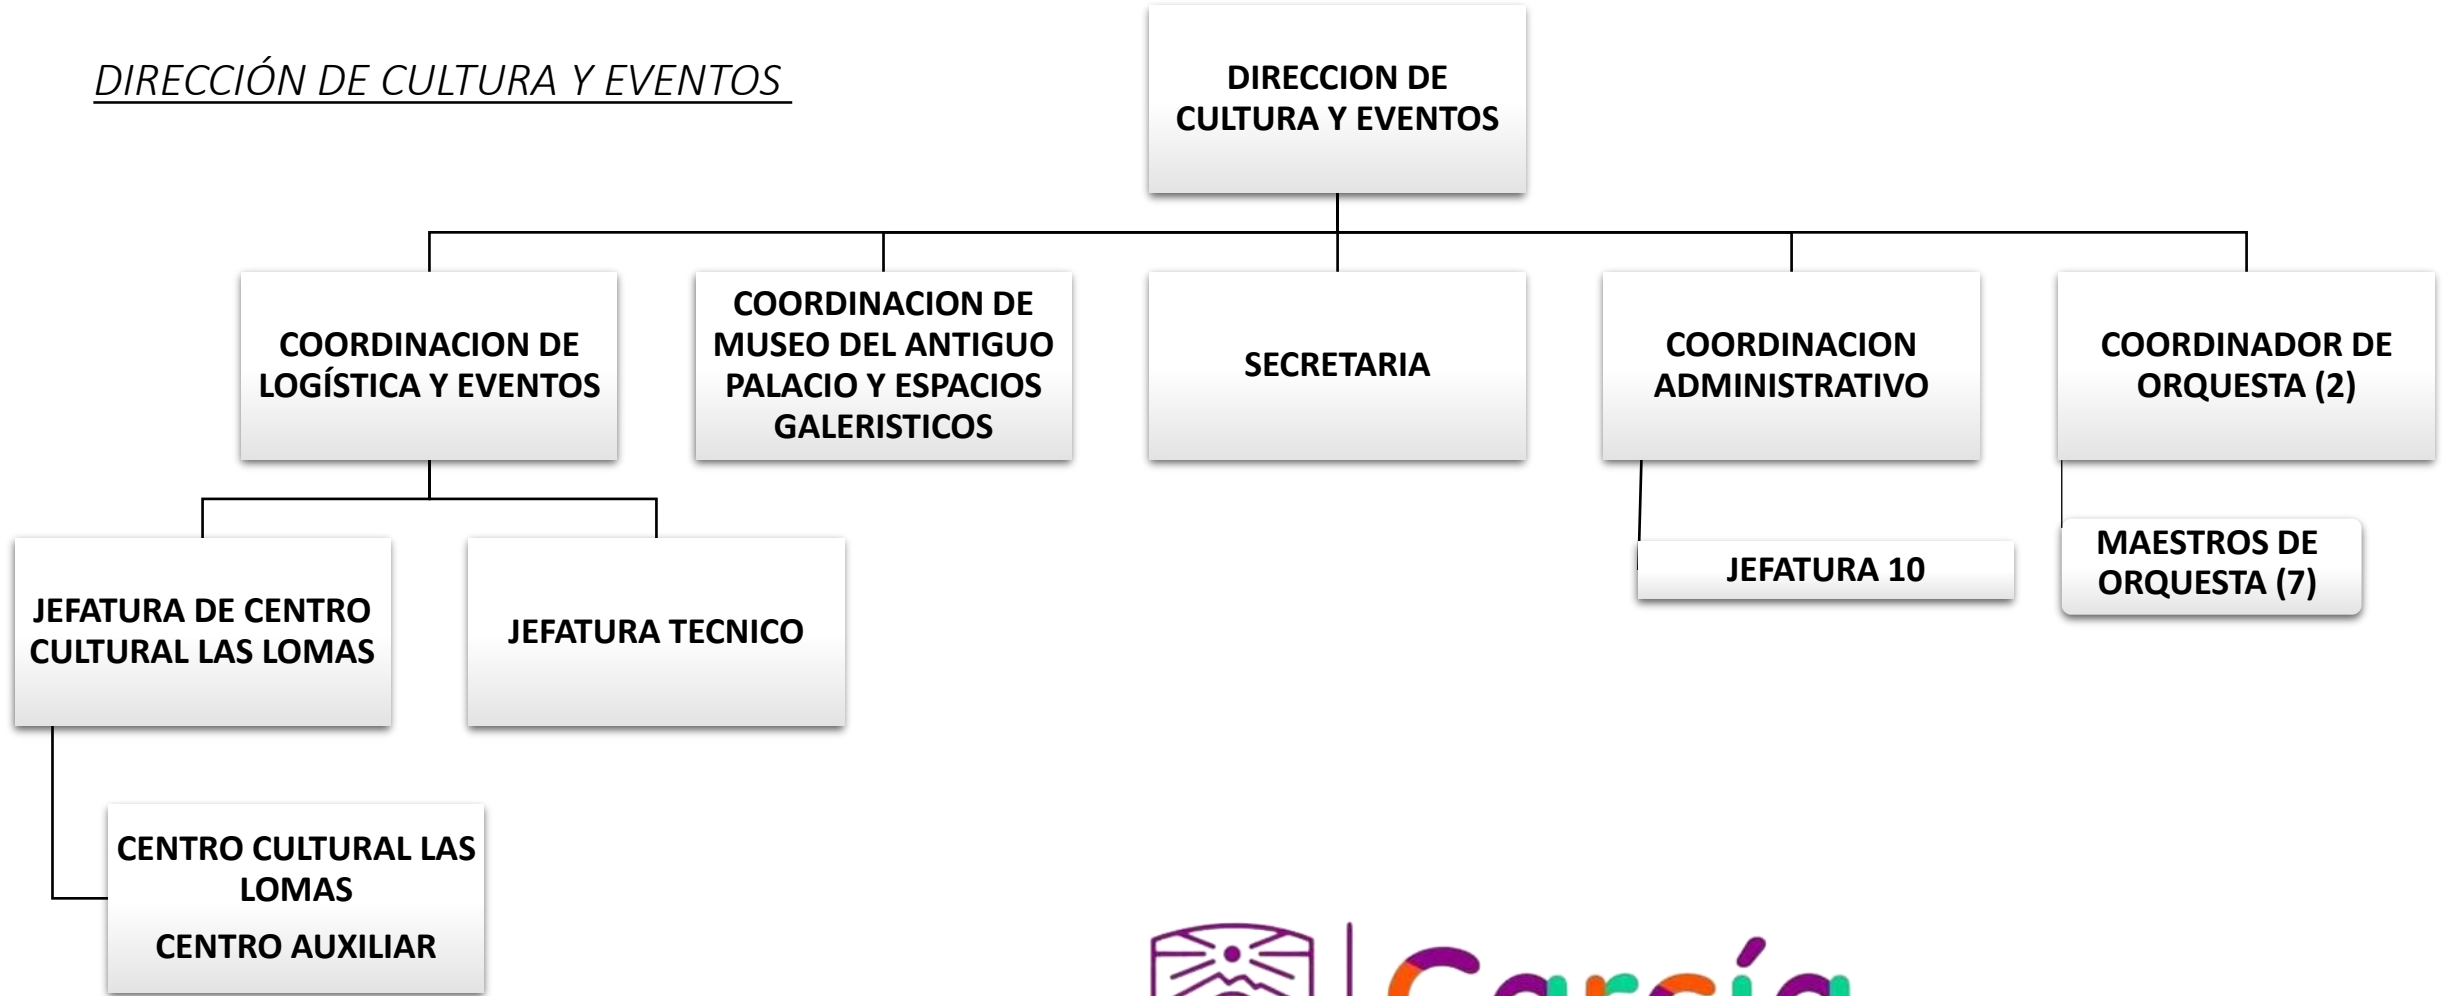 DIRECCIÓN DE CULTURA Y EVENTOS
DIRECCION DE
CULTURA Y EVENTOS
COORDINACION DE
LOGÍSTICA Y EVENTOS
COORDINACION DE
MUSEO DEL ANTIGUO
PALACIO Y ESPACIOS
GALERISTICOS
SECRETARIA
COORDINACION
ADMINISTRATIVO
COORDINADOR DE
ORQUESTA (2)
JEFATURA DE CENTRO
CULTURAL LAS LOMAS
JEFATURA TECNICO
JEFATURA 10
MAESTROS DE
ORQUESTA (7)
CENTRO CULTURAL LAS
LOMAS
CENTRO AUXILIAR
García